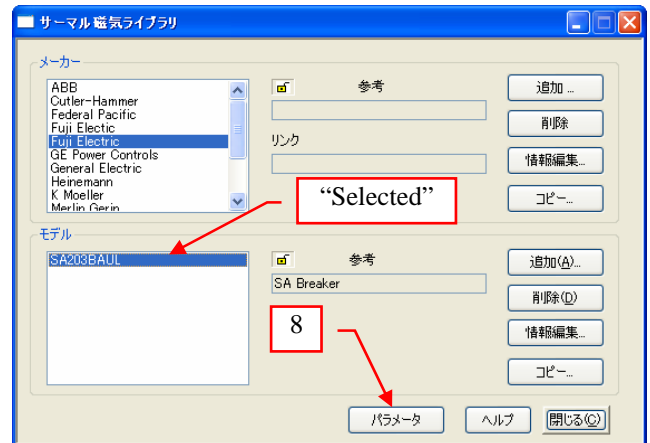 サーマル 磁気ライブラリ
メーカー
ABB
Cutler-Hammer
Federal Pacific
Fuji Electic
Fuji Electric
GE Power Controls
General Electric
Heinemann
K Moeller
Merlin Gerin
参考
リンク
追加 ...
削除
情報編集...
コピー...
“Selected”
モデル
SA203BAUL
参考
SA Breaker
追加(A)...
削除(D)
情報編集...
コピー...
8
パラメータ
ヘルプ
閉じる(C)